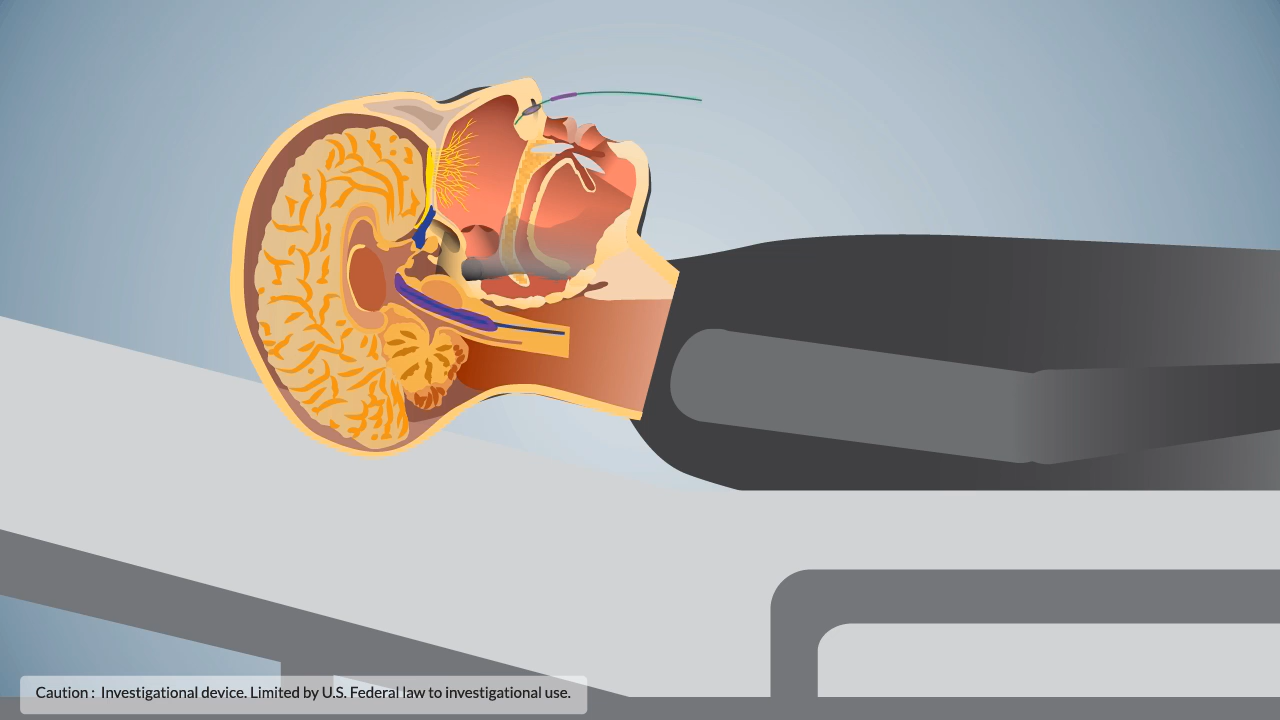 Caution : Investigational device. Limited by U.S. Federal law to investigational use.